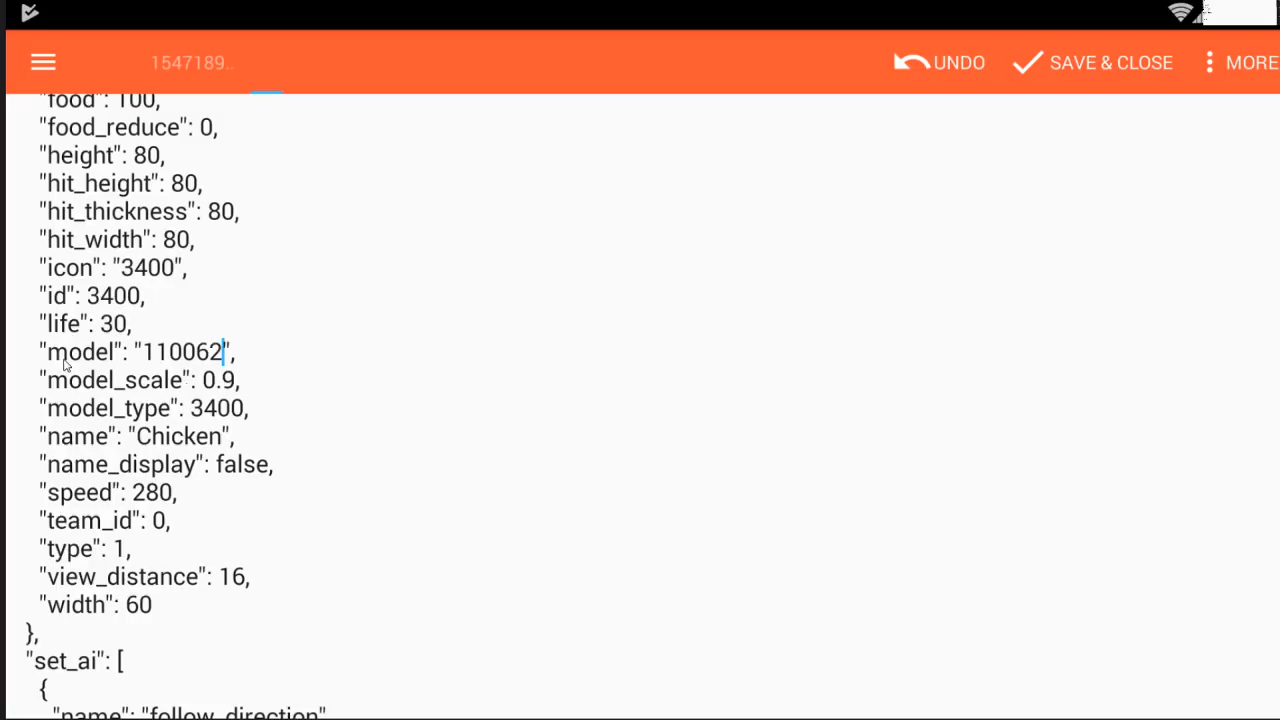 1547189..
UNDO
SAVE & CLOSE
MORE
"food": 100,
"food_reduce": 0,
"height": 80,
"hit_height": 80,
"hit_thickness": 80,
"hit_width": 80,
"icon": "3400",
"id": 3400,
"life": 30,
"model": "110062",
"model_scale": 0.9,
"model_type": 3400,
"name": "Chicken",
"name_display": false,
"speed": 280,
"team_id": 0,
"type": 1,
"view_distance": 16,
"width": 60
},
"set_ai": [
{
"name": "follow_direction"